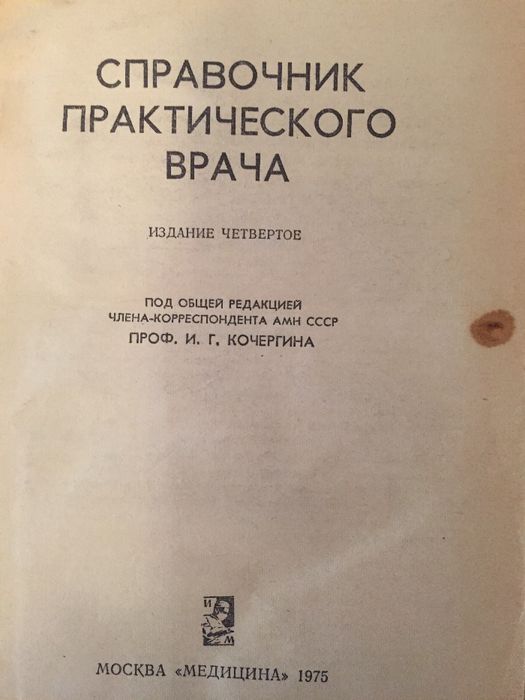 СПРАВОЧНИК
ПРАКТИЧЕСКОГО
ВРАЧА
ИЗДАНИЕ ЧЕТВЕРТОЕ
ПОД ОБЩЕЙ РЕДАКЦИЕЙ
ЧЛЕНА-КОРРЕСПОНДЕНТА АМН СССР
ПРОФ. И. Г. КОЧЕРГИНА
И
М
МОСКВА «МЕДИЦИНА» 1975